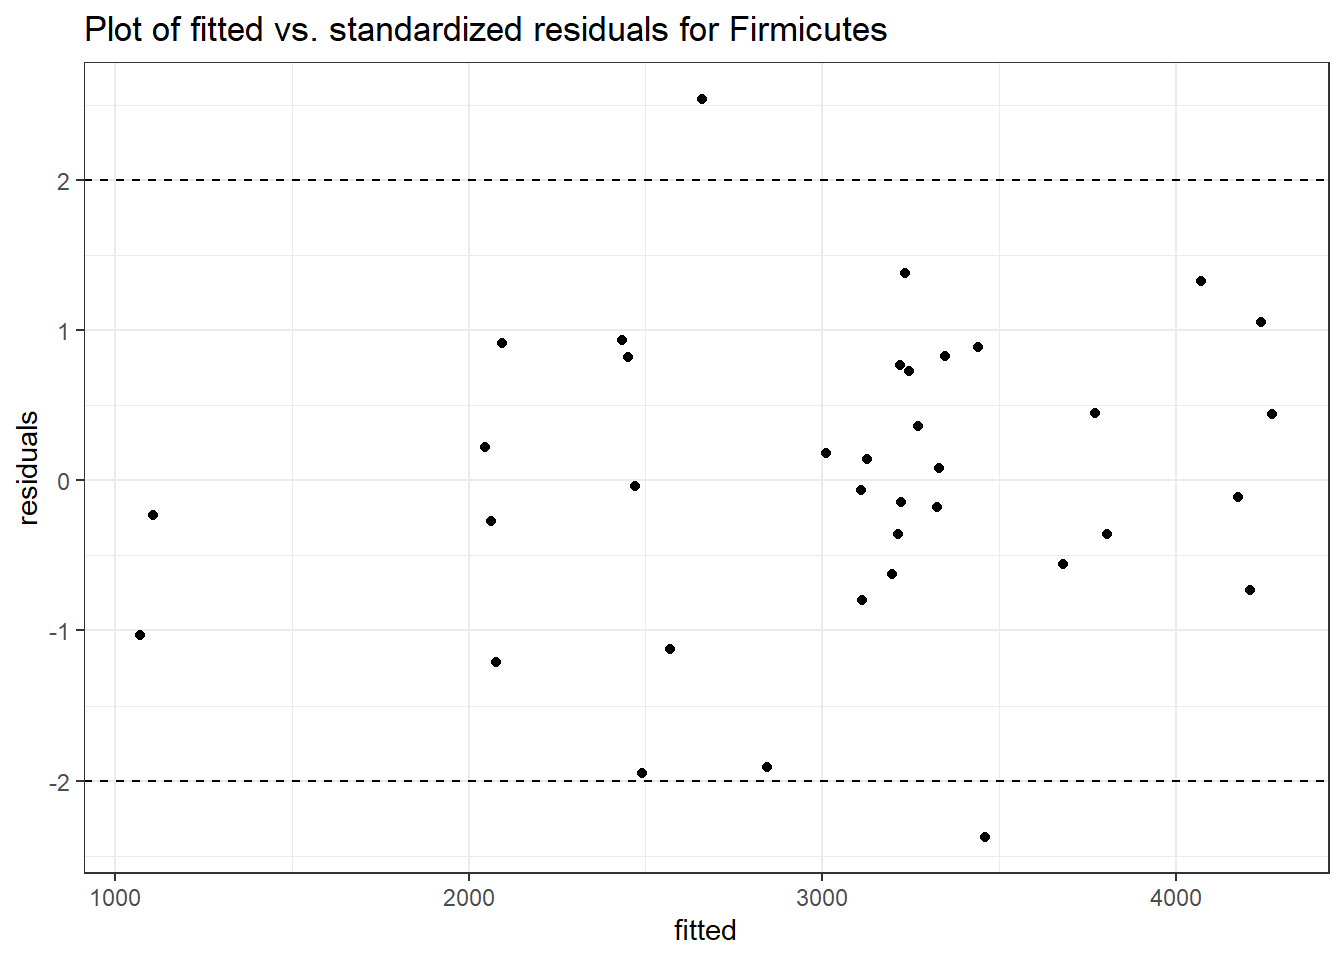 Plot of fitted vs. standardized residuals for Firmicutes
2
1
0
-1
-2
residuals
1000 2000 3000 4000
fitted